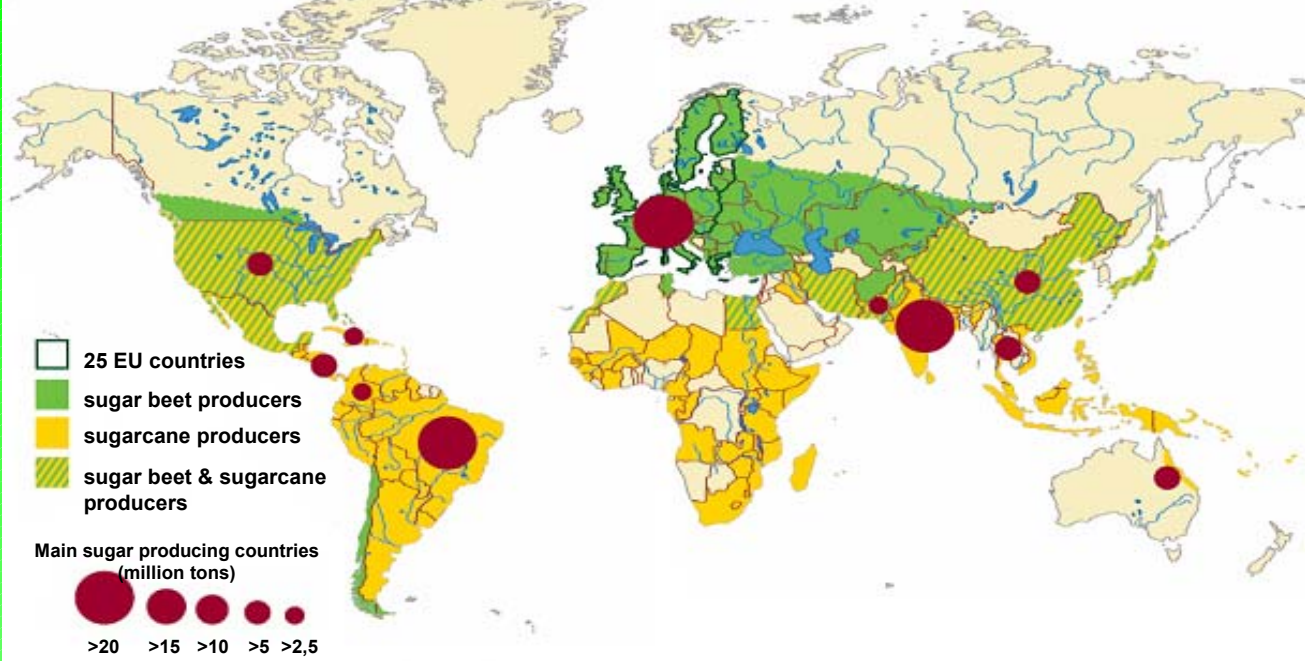 25 EU countries
sugar beet producers
sugarcane producers
sugar beet & sugarcane
producers
Main sugar producing countries
(million tons)
>20 >15 >10 >5 >2,5